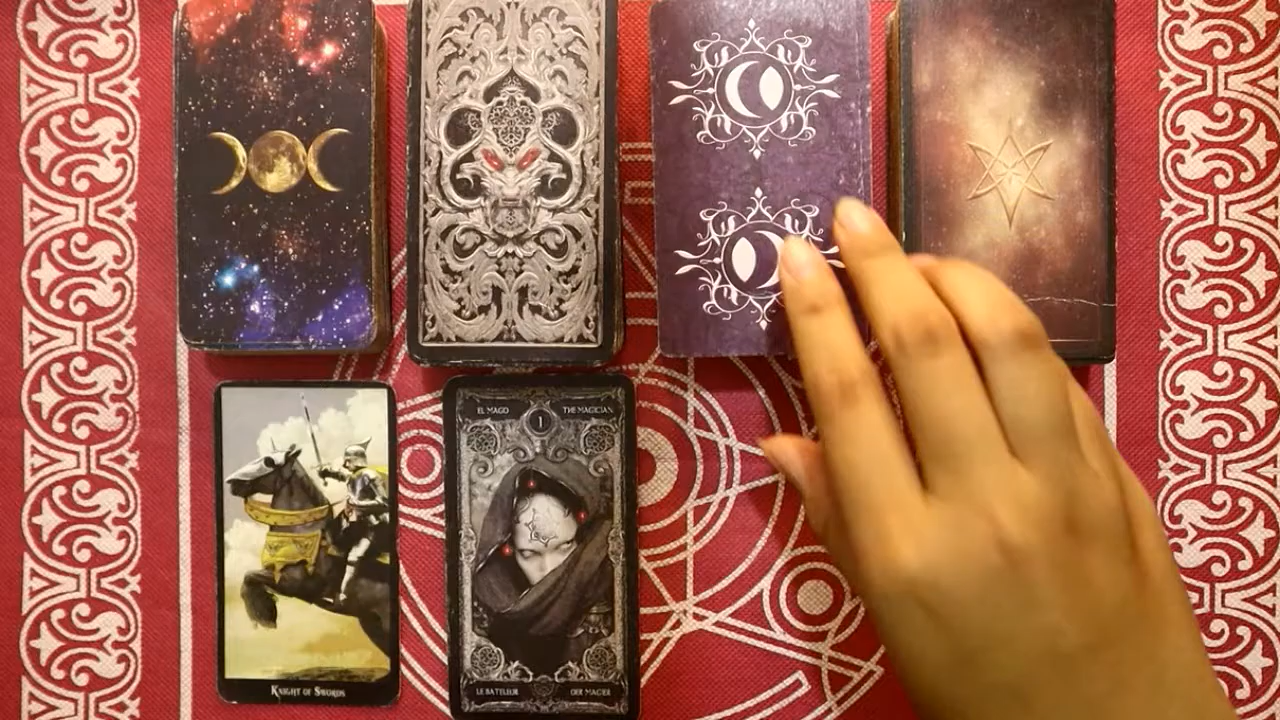 EL MAGO
1
THE MAGICIAN
KNIGHT OF SWORDS
LE BATELEUR
DER MAGIER